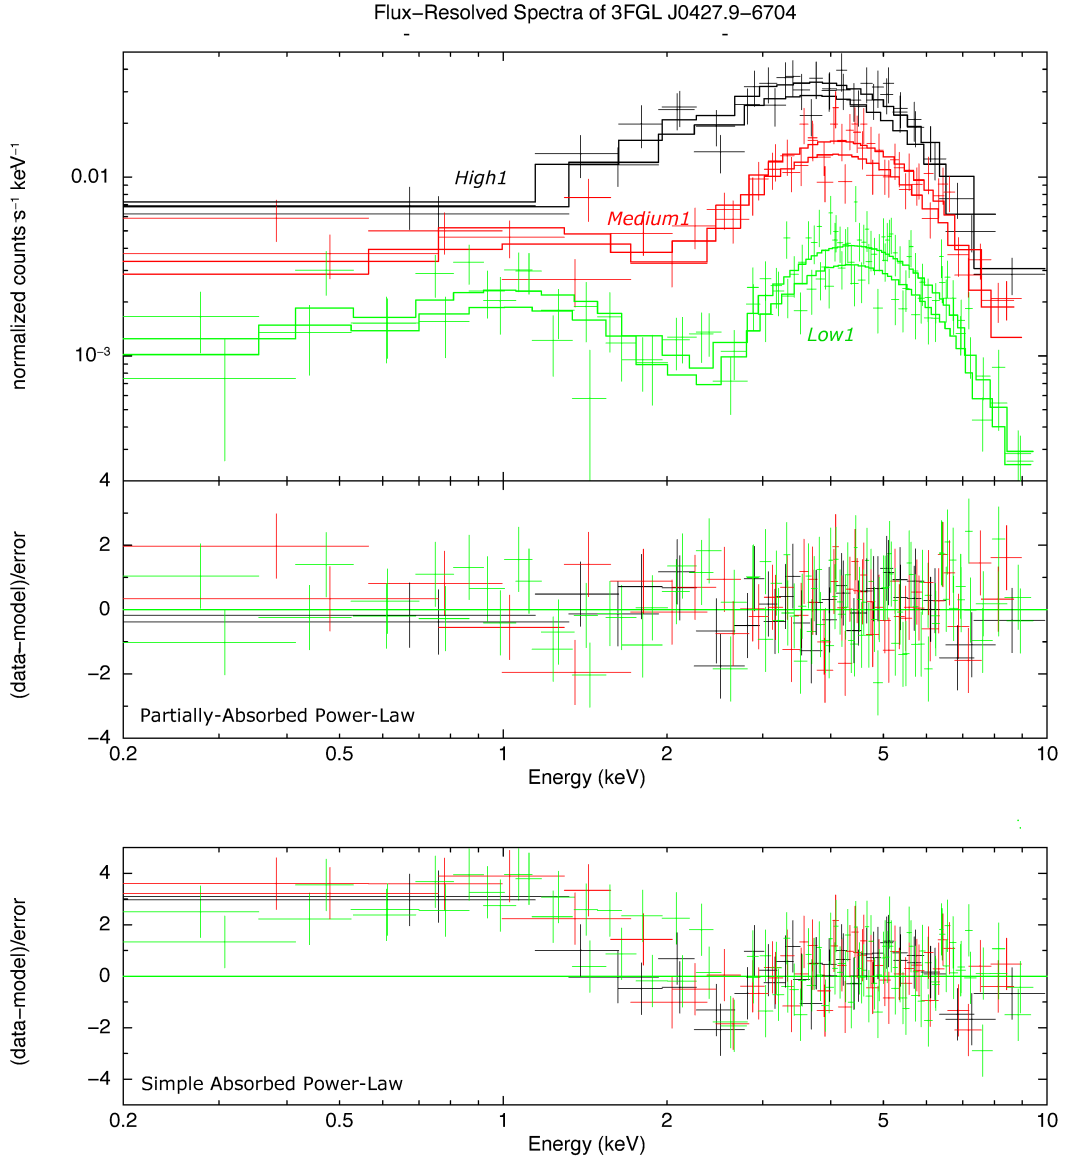 Flux−Resolved Spectra of 3FGL J0427.9−6704
normalized counts s⁻¹ keV⁻¹
0.01
10⁻³
High1
Medium1
Low1
(data−model)/error
4
2
0
−2
−4
Partially-Absorbed Power-Law
0.2 0.5 1 2 5 10
Energy (keV)
(data−model)/error
4
2
0
−2
−4
Simple Absorbed Power-Law
0.2 0.5 1 2 5 10
Energy (keV)